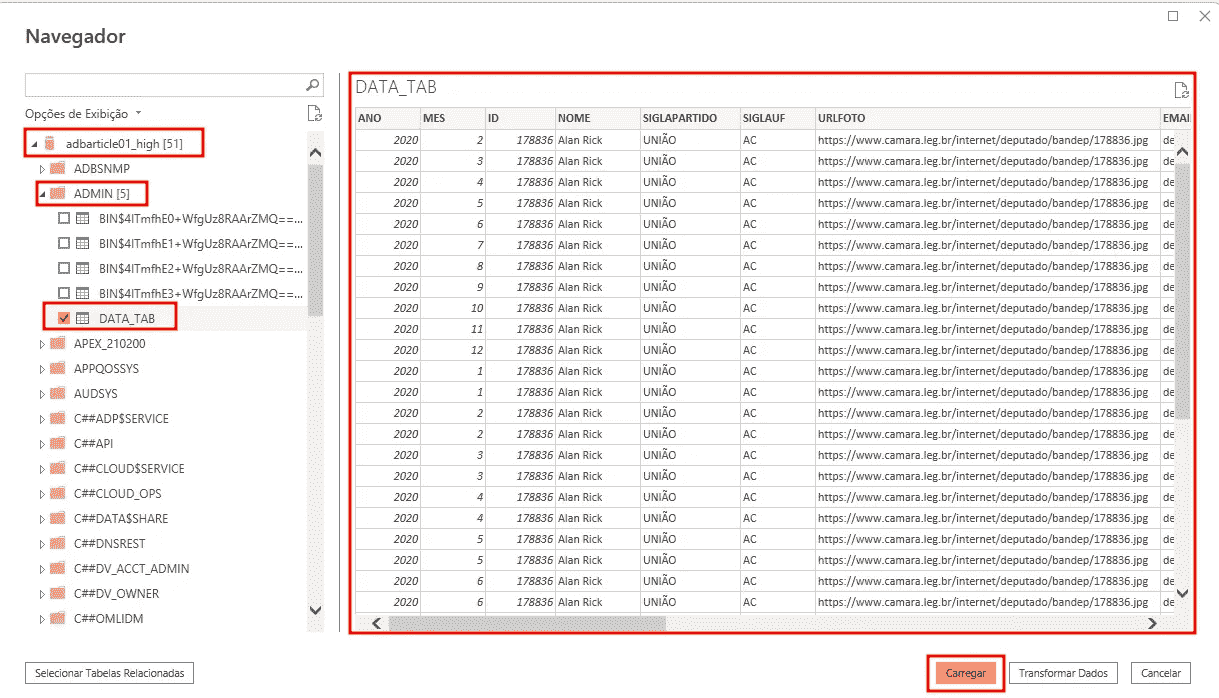 Navegador
Opções de Exibição
adbarticle01_high [51]
ADBSNMP
ADMIN [5]
BIN$4lTmfhE0+WfgUz8RAArZMQ==...
BIN$4lTmfhE1+WfgUz8RAArZMQ==...
BIN$4lTmfhE2+WfgUz8RAArZMQ==...
BIN$4lTmfhE3+WfgUz8RAArZMQ==...
DATA_TAB
APEX_210200
APPQOSSYS
AUDSYS
C##ADP$SERVICE
C##API
C##CLOUD$SERVICE
C##CLOUD_OPS
C##DATA$SHARE
C##DNSREST
C##DV_ACCT_ADMIN
C##DV_OWNER
C##OMLIDM
DATA_TAB
ANO MES ID NOME SIGLAPARTIDO SIGLAUF URLFOTO EMAI
2020 2 178836 Alan Rick UNIÃO AC https://www.camara.leg.br/internet/deputado/bandep/178836.jpg de
2020 3 178836 Alan Rick UNIÃO AC https://www.camara.leg.br/internet/deputado/bandep/178836.jpg de
2020 4 178836 Alan Rick UNIÃO AC https://www.camara.leg.br/internet/deputado/bandep/178836.jpg de
2020 5 178836 Alan Rick UNIÃO AC https://www.camara.leg.br/internet/deputado/bandep/178836.jpg de
2020 6 178836 Alan Rick UNIÃO AC https://www.camara.leg.br/internet/deputado/bandep/178836.jpg de
2020 7 178836 Alan Rick UNIÃO AC https://www.camara.leg.br/internet/deputado/bandep/178836.jpg de
2020 8 178836 Alan Rick UNIÃO AC https://www.camara.leg.br/internet/deputado/bandep/178836.jpg de
2020 9 178836 Alan Rick UNIÃO AC https://www.camara.leg.br/internet/deputado/bandep/178836.jpg de
2020 10 178836 Alan Rick UNIÃO AC https://www.camara.leg.br/internet/deputado/bandep/178836.jpg de
2020 11 178836 Alan Rick UNIÃO AC https://www.camara.leg.br/internet/deputado/bandep/178836.jpg de
2020 12 178836 Alan Rick UNIÃO AC https://www.camara.leg.br/internet/deputado/bandep/178836.jpg de
2020 1 178836 Alan Rick UNIÃO AC https://www.camara.leg.br/internet/deputado/bandep/178836.jpg de
2020 1 178836 Alan Rick UNIÃO AC https://www.camara.leg.br/internet/deputado/bandep/178836.jpg de
2020 2 178836 Alan Rick UNIÃO AC https://www.camara.leg.br/internet/deputado/bandep/178836.jpg de
2020 2 178836 Alan Rick UNIÃO AC https://www.camara.leg.br/internet/deputado/bandep/178836.jpg de
2020 3 178836 Alan Rick UNIÃO AC https://www.camara.leg.br/internet/deputado/bandep/178836.jpg de
2020 3 178836 Alan Rick UNIÃO AC https://www.camara.leg.br/internet/deputado/bandep/178836.jpg de
2020 4 178836 Alan Rick UNIÃO AC https://www.camara.leg.br/internet/deputado/bandep/178836.jpg de
2020 4 178836 Alan Rick UNIÃO AC https://www.camara.leg.br/internet/deputado/bandep/178836.jpg de
2020 5 178836 Alan Rick UNIÃO AC https://www.camara.leg.br/internet/deputado/bandep/178836.jpg de
2020 5 178836 Alan Rick UNIÃO AC https://www.camara.leg.br/internet/deputado/bandep/178836.jpg de
2020 6 178836 Alan Rick UNIÃO AC https://www.camara.leg.br/internet/deputado/bandep/178836.jpg de
2020 6 178836 Alan Rick UNIÃO AC https://www.camara.leg.br/internet/deputado/bandep/178836.jpg de
Selecionar Tabelas Relacionadas
Carregar
Transformar Dados
Cancelar